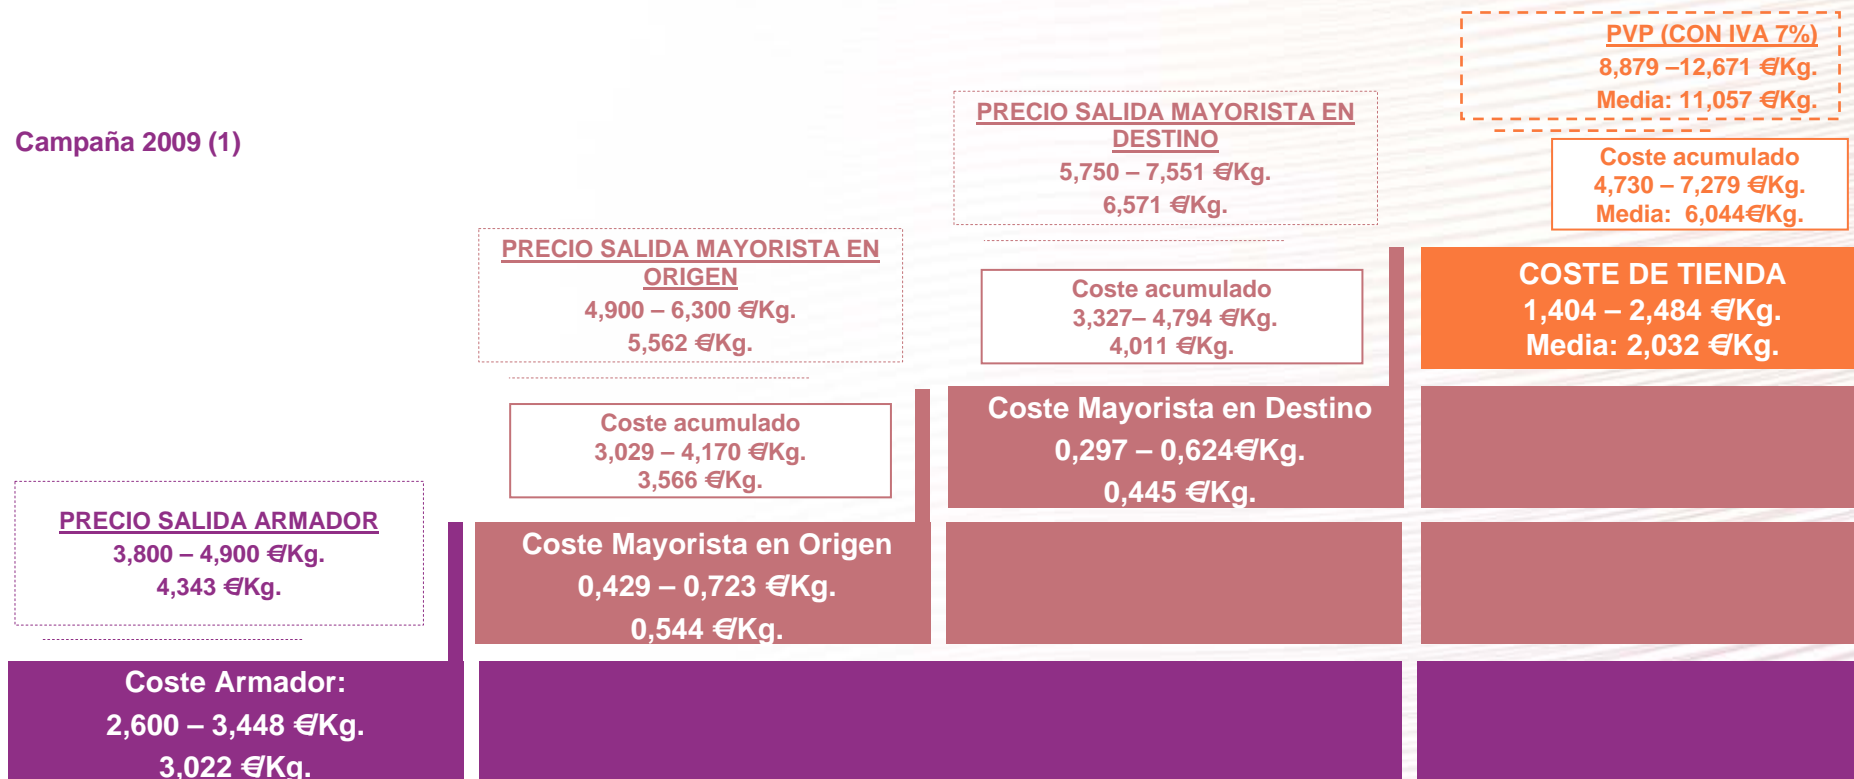 Campaña 2009 (1)
PVP (CON IVA 7%)
8,879 –12,671 €/Kg.
Media: 11,057 €/Kg.
Coste acumulado
4,730 – 7,279 €/Kg.
Media:  6,044€/Kg.
COSTE DE TIENDA
1,404 – 2,484 €/Kg.
Media: 2,032 €/Kg.
PRECIO SALIDA MAYORISTA EN
DESTINO
5,750 – 7,551 €/Kg.
6,571 €/Kg.
Coste acumulado
3,327– 4,794 €/Kg.
4,011 €/Kg.
Coste Mayorista en Destino
0,297 – 0,624€/Kg.
0,445 €/Kg.
PRECIO SALIDA MAYORISTA EN
ORIGEN
4,900 – 6,300 €/Kg.
5,562 €/Kg.
Coste acumulado
3,029 – 4,170 €/Kg.
3,566 €/Kg.
Coste Mayorista en Origen
0,429 – 0,723 €/Kg.
0,544 €/Kg.
PRECIO SALIDA ARMADOR
3,800 – 4,900 €/Kg.
4,343 €/Kg.
Coste Armador:
2,600 – 3,448 €/Kg.
3,022 €/Kg.